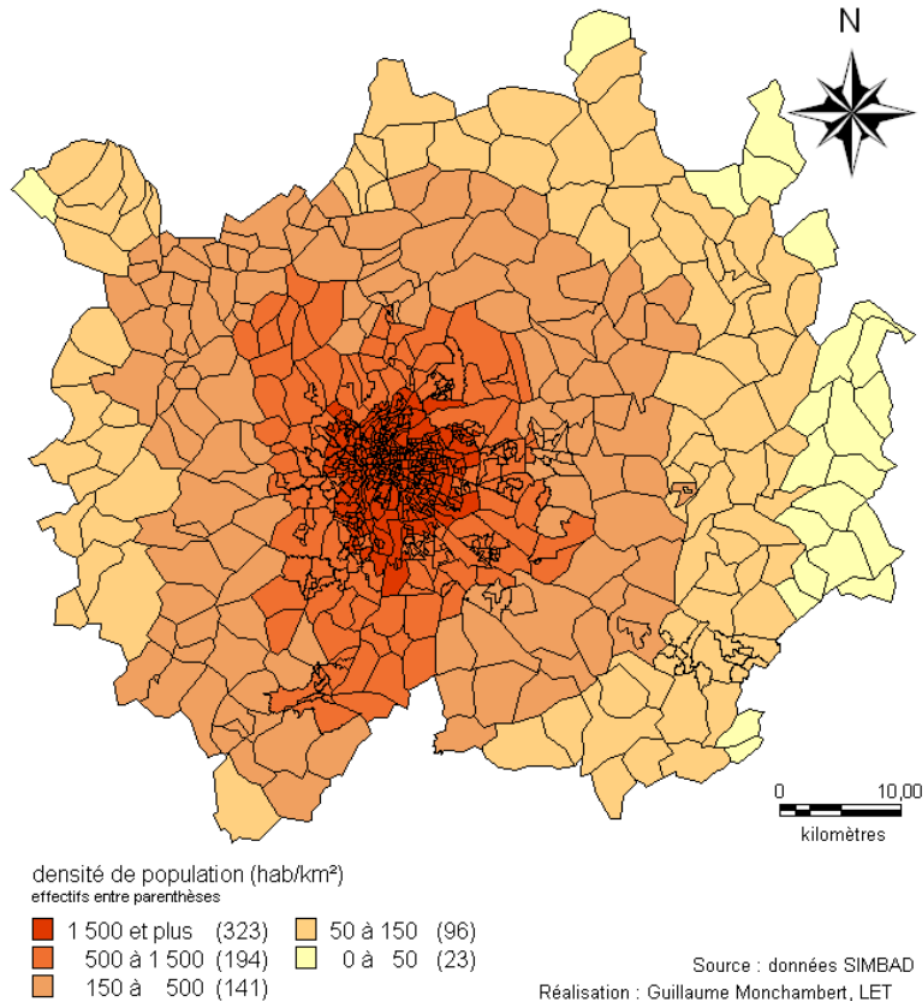 N
0 10,00
kilomètres
densité de population (hab/km²)
effectifs entre parenthèses
1 500 et plus (323)
500 à 1 500 (194)
150 à 500 (141)
50 à 150 (96)
0 à 50 (23)
Source : données SIMBAD
Réalisation : Guillaume Monchambert, LET